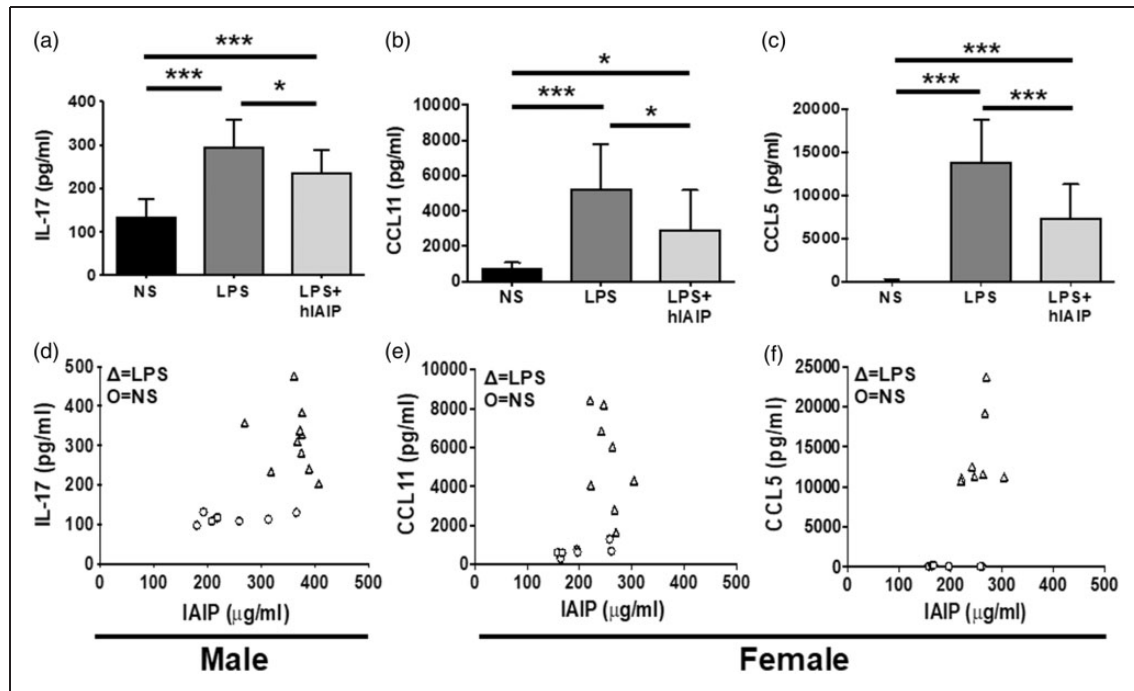 (a)
***
***
*
IL-17 (pg/ml)
400
300
200
100
0
NS
LPS
LPS+
hIAIP
(b)
*
***
*
CCL11 (pg/ml)
10000
8000
6000
4000
2000
0
NS
LPS
LPS+
hIAIP
(c)
***
***
***
CCL5 (pg/ml)
20000
15000
10000
5000
0
NS
LPS
LPS+
hIAIP
(d)
Δ=LPS
O=NS
IL-17 (pg/ml)
500
400
300
200
100
0
0 100 200 300 400 500
IAIP (μg/ml)
(e)
Δ=LPS
O=NS
CCL11 (pg/ml)
10000
8000
6000
4000
2000
0
0 100 200 300 400 500
IAIP (μg/ml)
(f)
Δ=LPS
O=NS
CCL5 (pg/ml)
25000
20000
15000
10000
5000
0
0 100 200 300 400 500
IAIP (μg/ml)
Male
Female